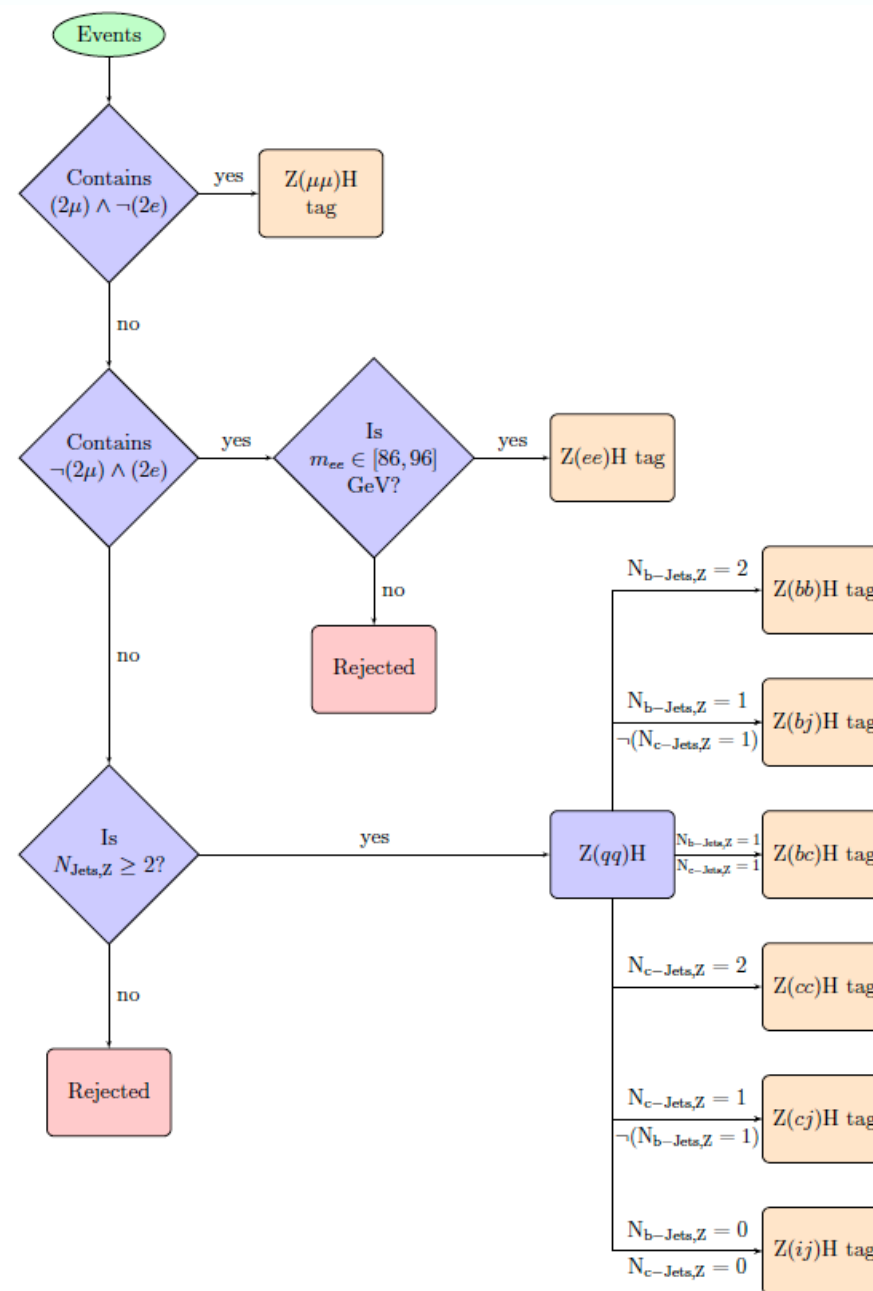 Events
Contains
(2μ) ∧ ¬(2e)
yes
Z(μμ)H
tag
no
Contains
¬(2μ) ∧ (2e)
yes
Is
m_ee ∈ [86, 96]
GeV?
yes
Z(ee)H tag
no
Rejected
no
Is
N_Jets,Z ≥ 2?
yes
Z(qq)H
no
Rejected
N_b−Jets,Z = 2
Z(bb)H tag
N_b−Jets,Z = 1
¬(N_c−Jets,Z = 1)
Z(bj)H tag
N_b−Jets,Z = 1
N_c−Jets,Z = 1
Z(bc)H tag
N_c−Jets,Z = 2
Z(cc)H tag
N_c−Jets,Z = 1
¬(N_b−Jets,Z = 1)
Z(cj)H tag
N_b−Jets,Z = 0
N_c−Jets,Z = 0
Z(ij)H tag